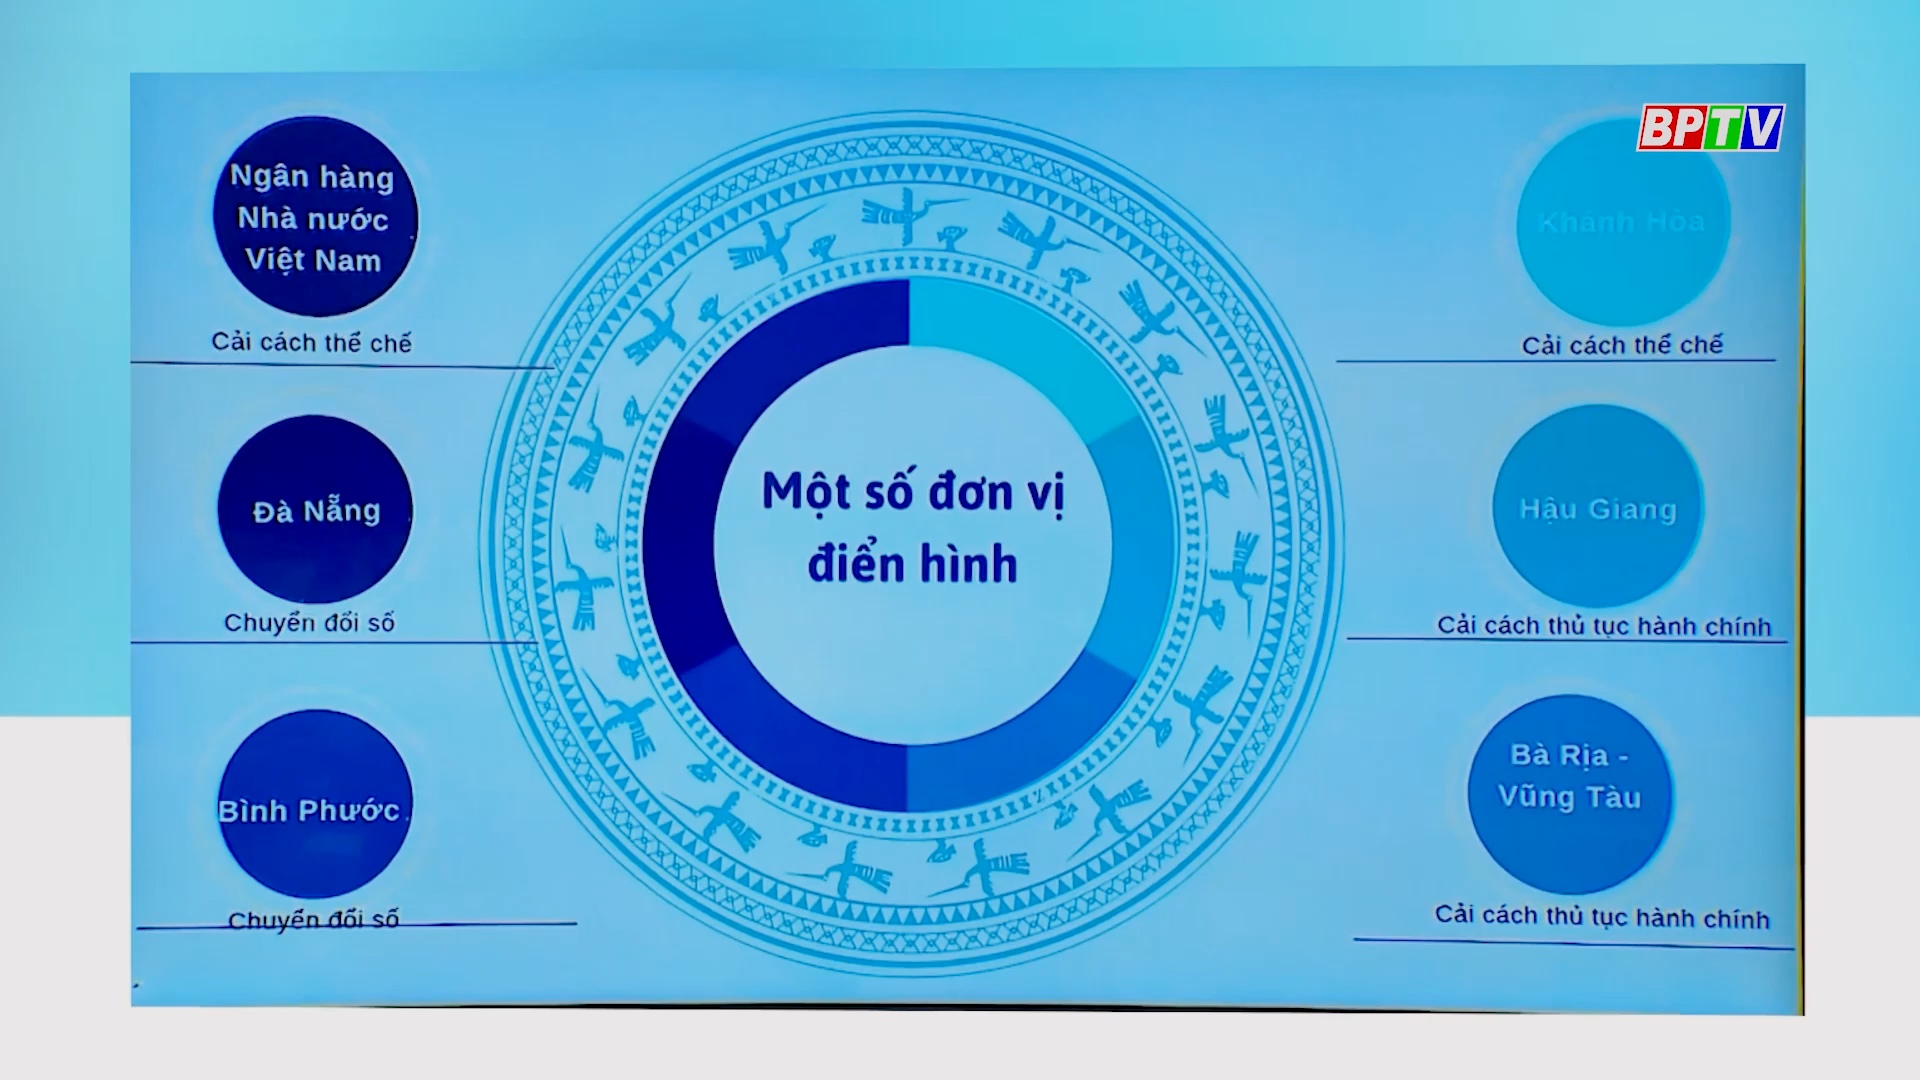 BPTV
Ngân hàng
Nhà nước
Việt Nam
Cải cách thể chế
Đà Nẵng
Chuyển đổi số
Bình Phước
Chuyển đổi số
Một số đơn vị
điển hình
Khánh Hòa
Cải cách thể chế
Hậu Giang
Cải cách thủ tục hành chính
Bà Rịa -
Vũng Tàu
Cải cách thủ tục hành chính